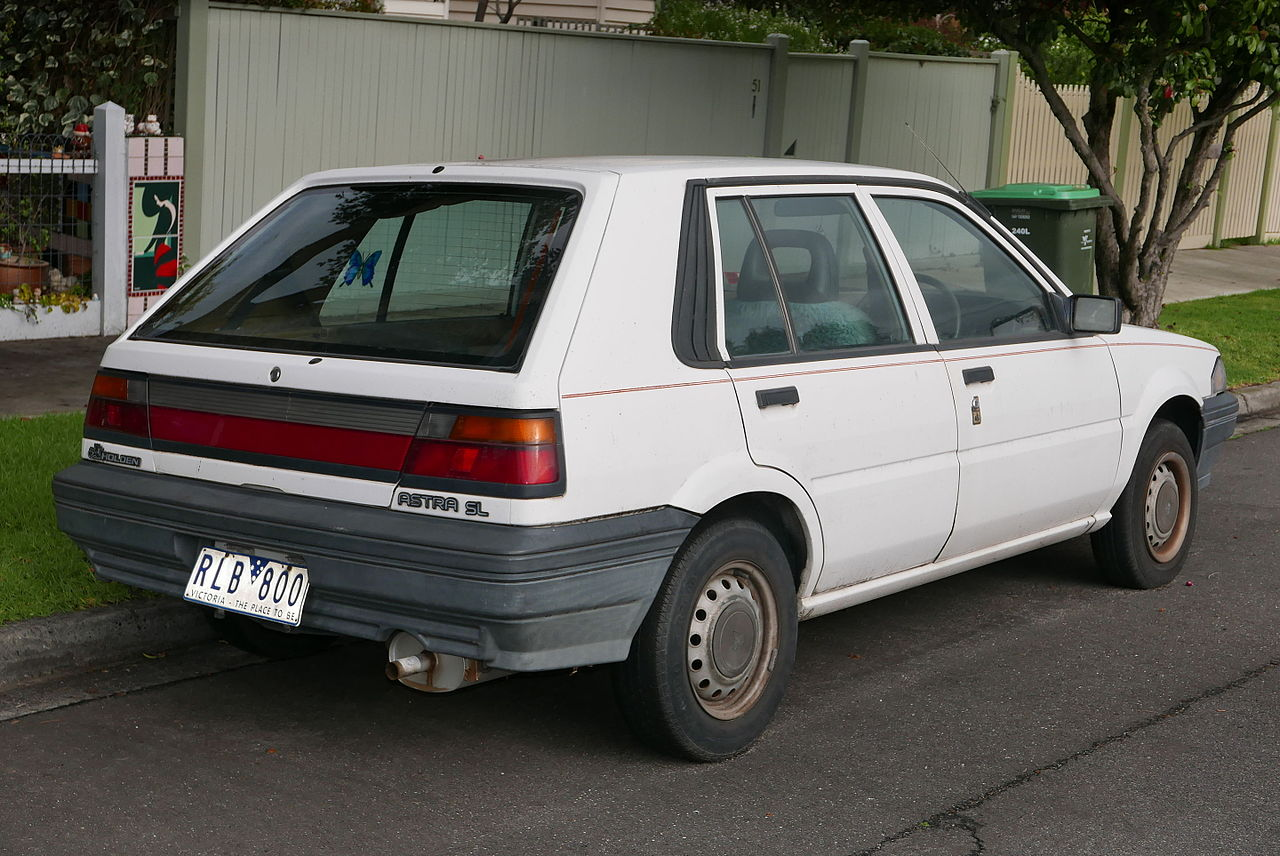 51
240L
HOLDEN
ASTRA SL
RLB 800
VICTORIA - THE PLACE TO BE